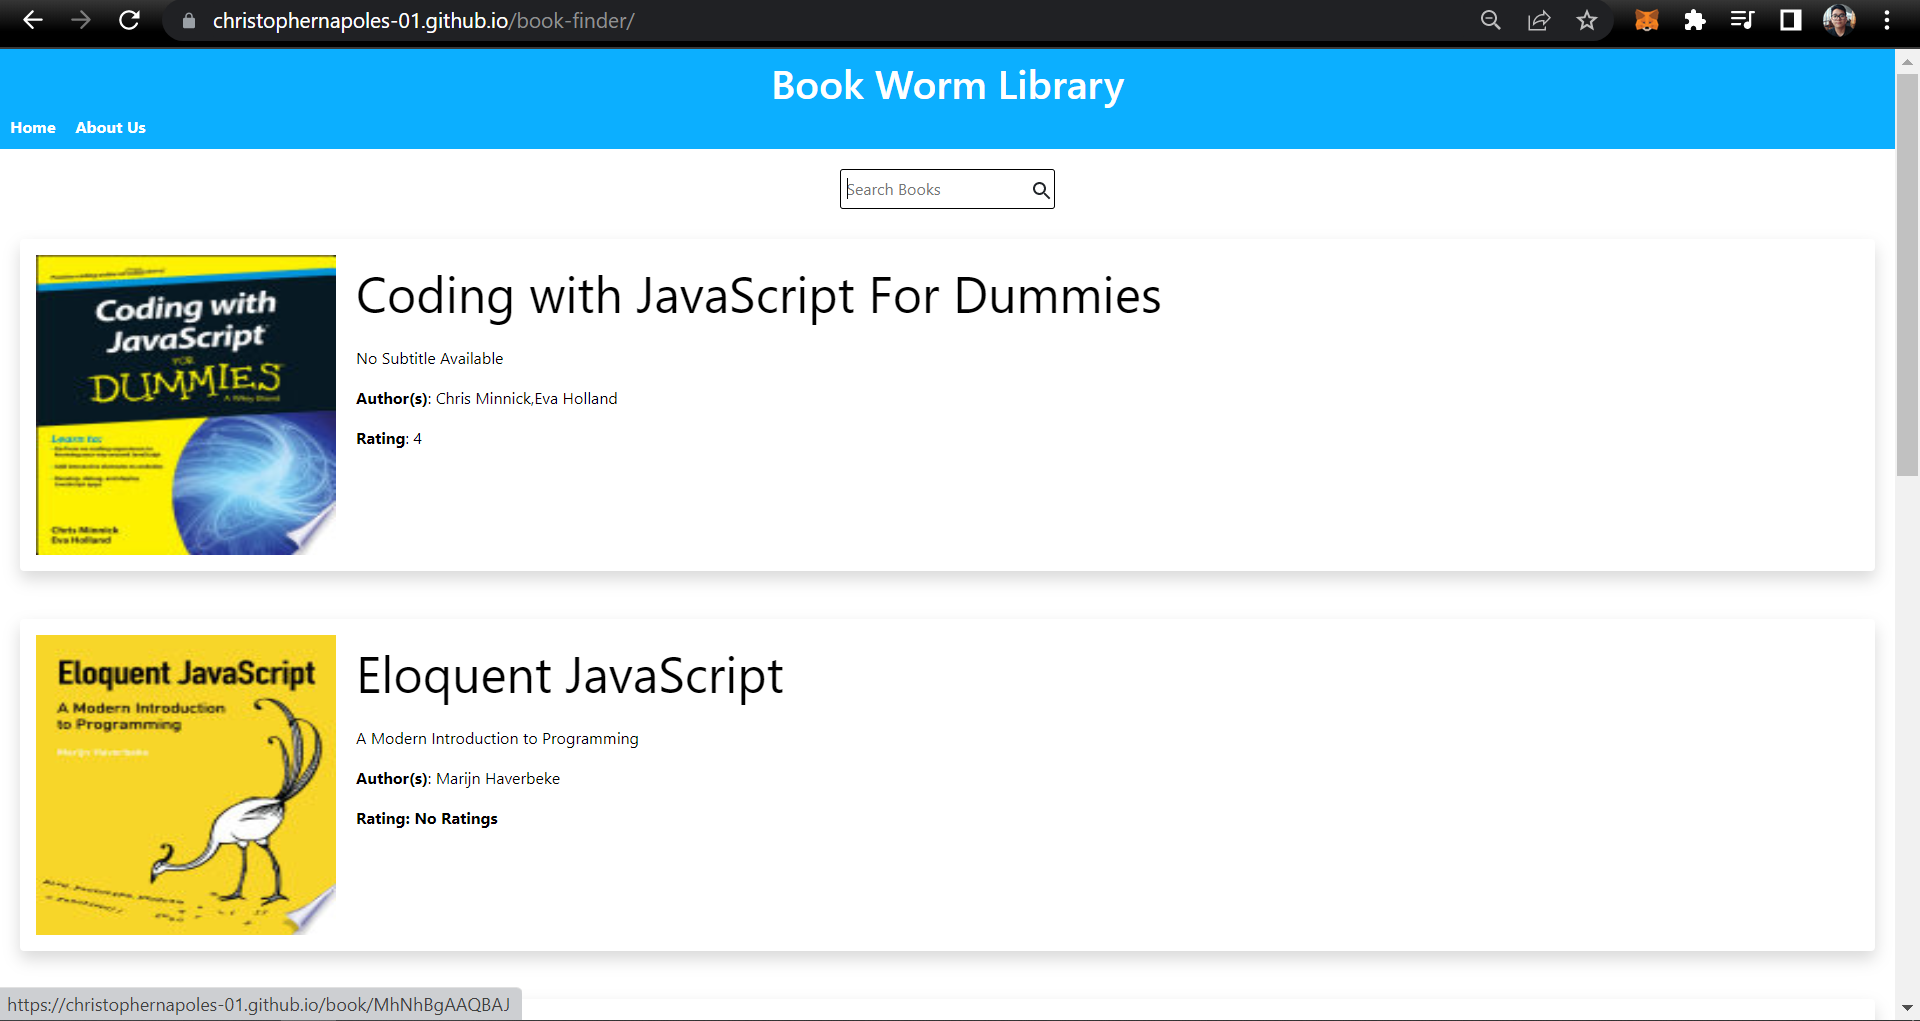 christophernapoles-01.github.io/book-finder/
Book Worm Library
Home About Us
Search Books
Coding with
JavaScript
FOR
DUMMIES
A Wiley Brand
Learn to:
Chris Minnick
Eva Holland
Coding with JavaScript For Dummies
No Subtitle Available
Author(s): Chris Minnick,Eva Holland
Rating: 4
Eloquent JavaScript
A Modern Introduction
to Programming
Marijn Haverbeke
Eloquent JavaScript
A Modern Introduction to Programming
Author(s): Marijn Haverbeke
Rating: No Ratings
https://christophernapoles-01.github.io/book/MhNhBgAAQBAJ